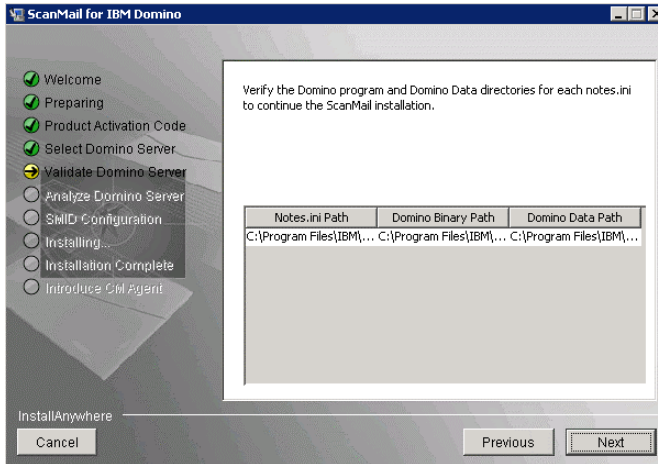 ScanMail for IBM Domino
Welcome
Preparing
Product Activation Code
Select Domino Server
Validate Domino Server
Analyze Domino Server
SMID Configuration
Installing...
Installation Complete
Introduce CM Agent
Verify the Domino program and Domino Data directories for each notes.ini
to continue the ScanMail installation.
Notes.ini Path Domino Binary Path Domino Data Path
C:\Program Files\IBM\... C:\Program Files\IBM\... C:\Program Files\IBM\...
InstallAnywhere
Cancel Previous Next